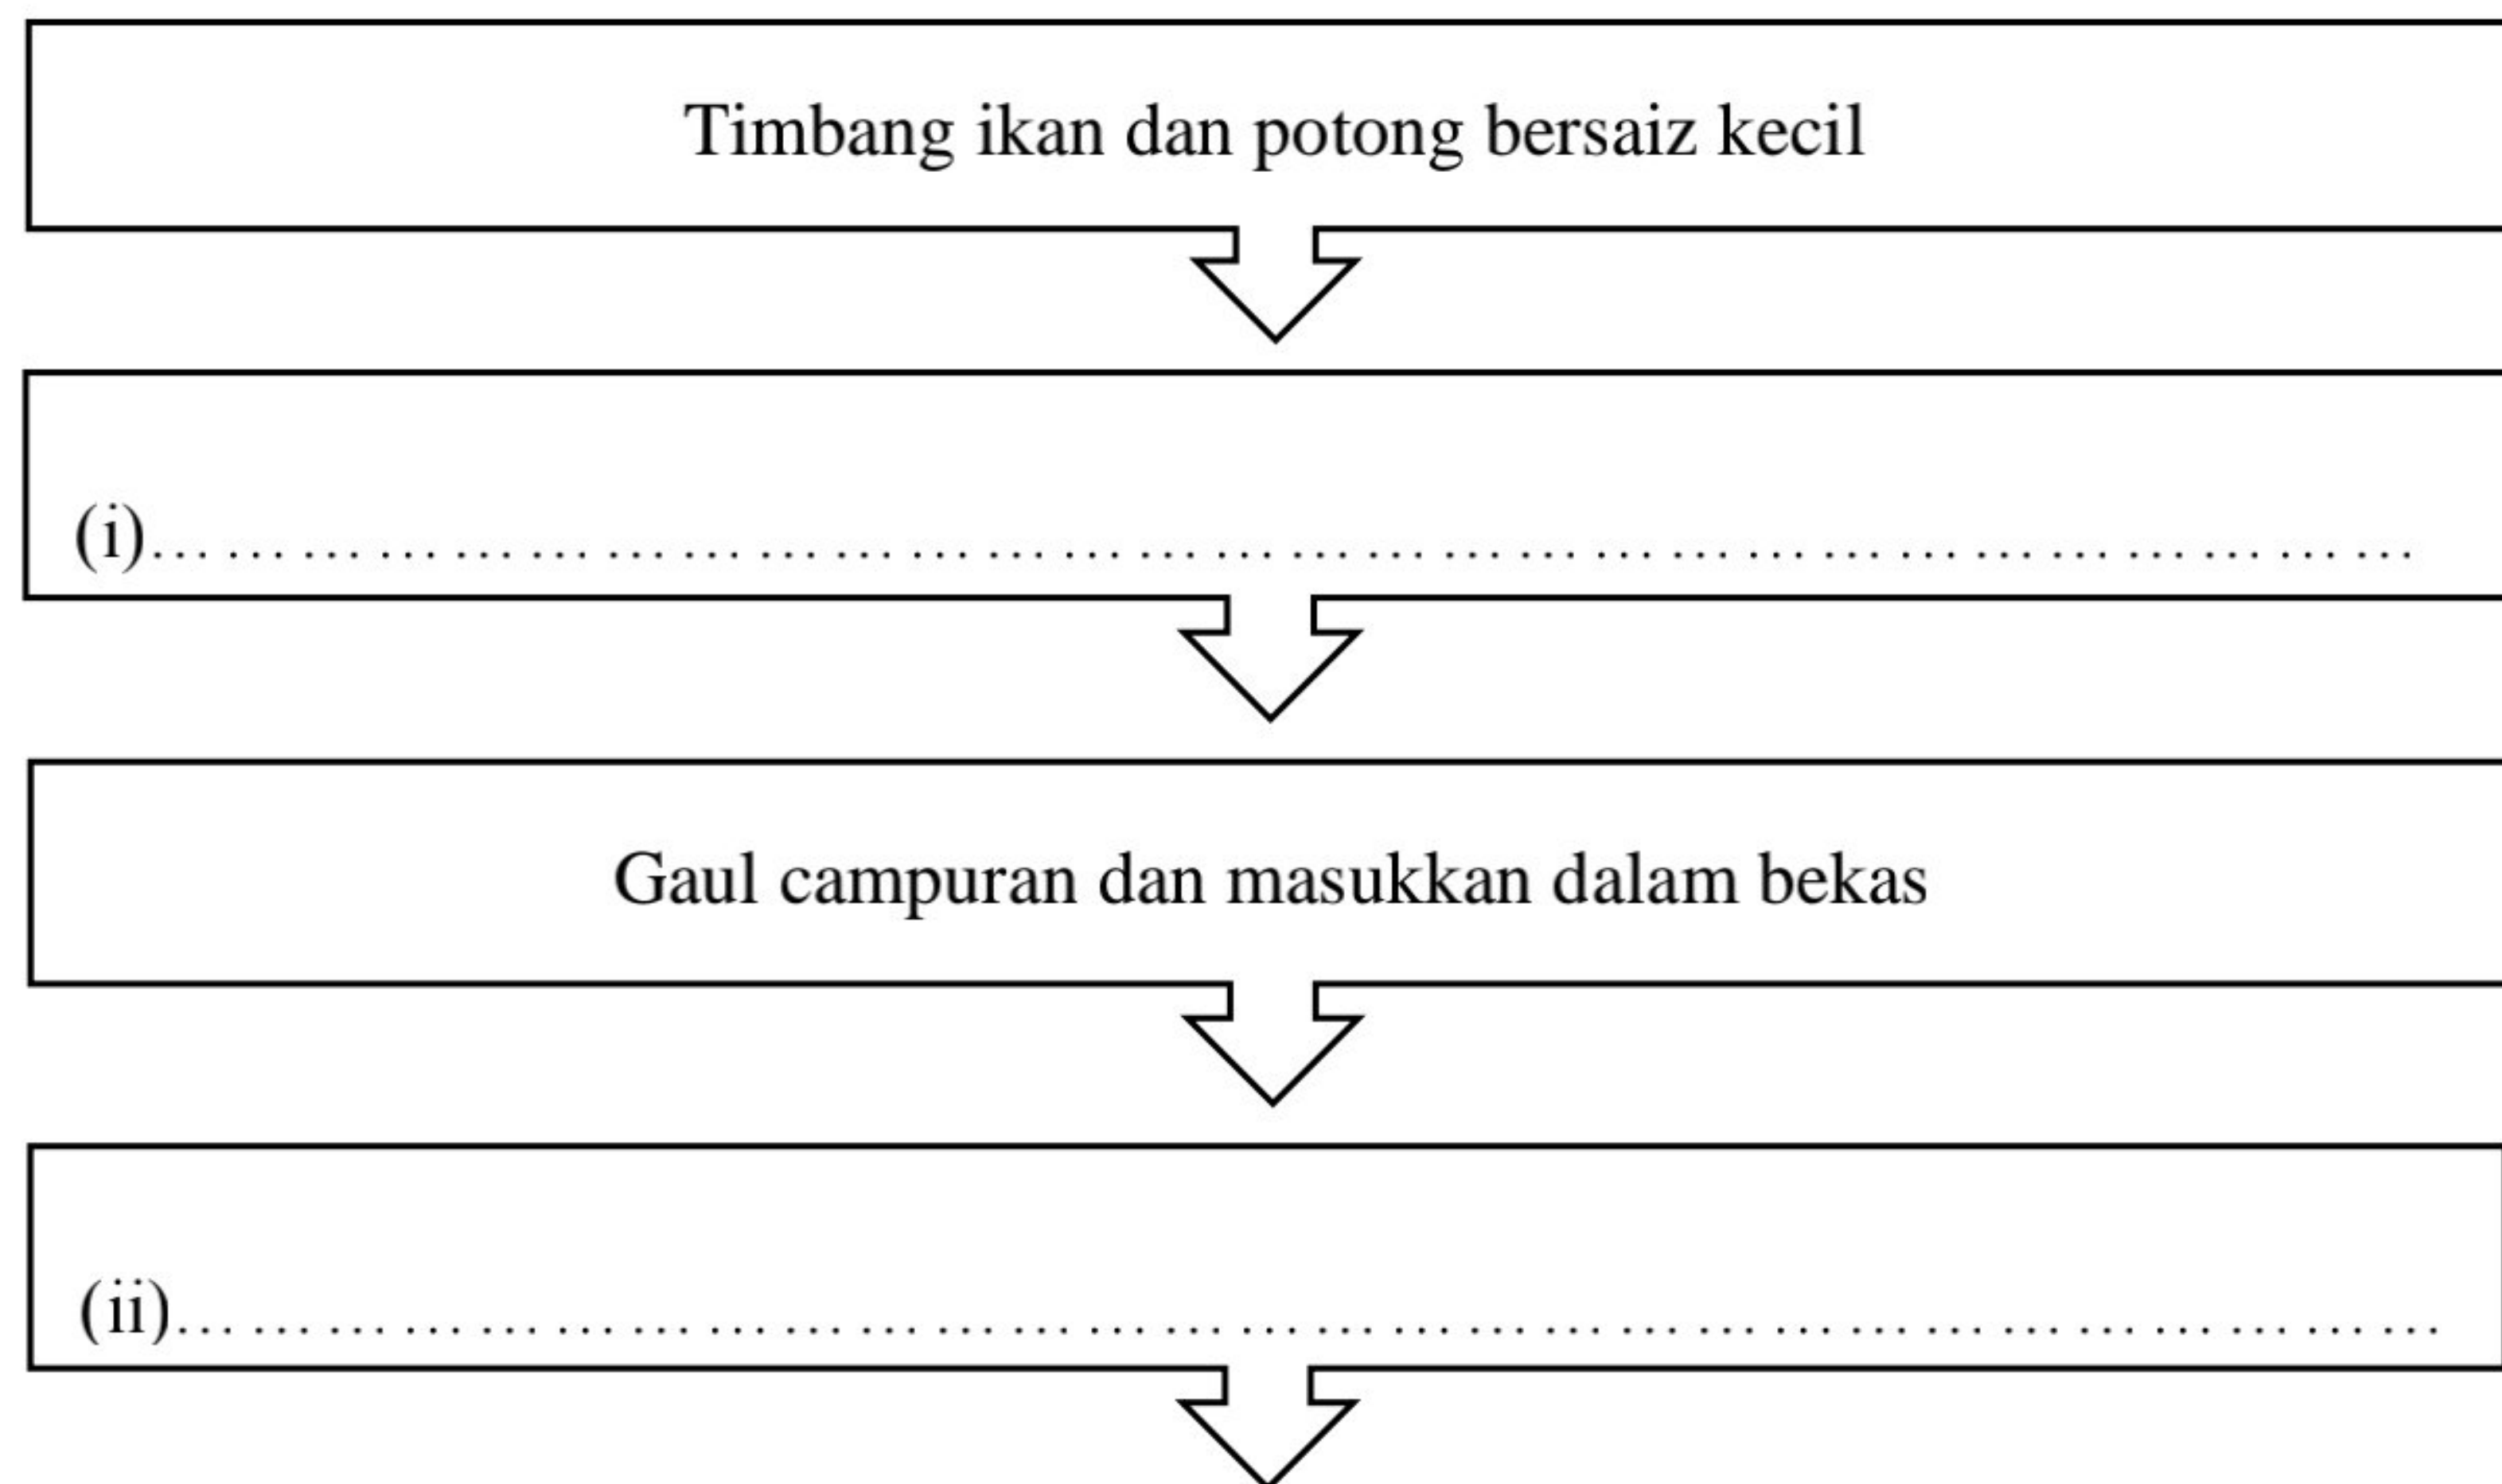 Timbang ikan dan potong bersaiz kecil
(i)………………………………………………………………………………
Gaul campuran dan masukkan dalam bekas
(ii)………………………………………………………………………………